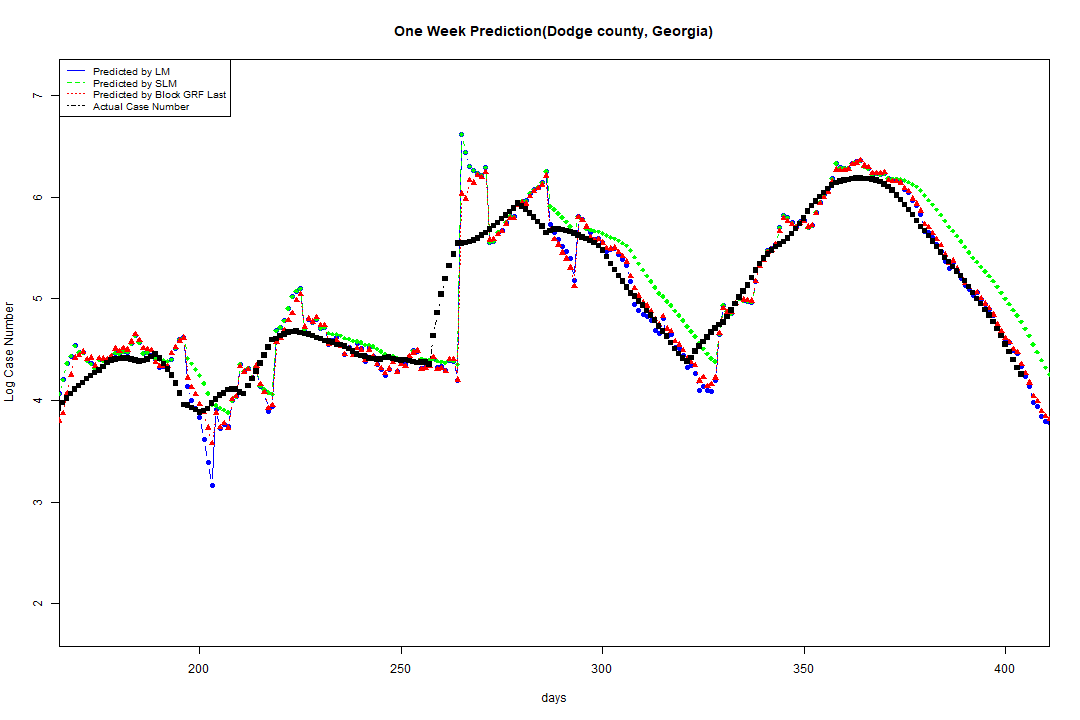 One Week Prediction(Dodge county, Georgia)
Predicted by LM
Predicted by SLM
Predicted by Block GRF Last
Actual Case Number
Log Case Number
7
6
5
4
3
2
200 250 300 350 400
days